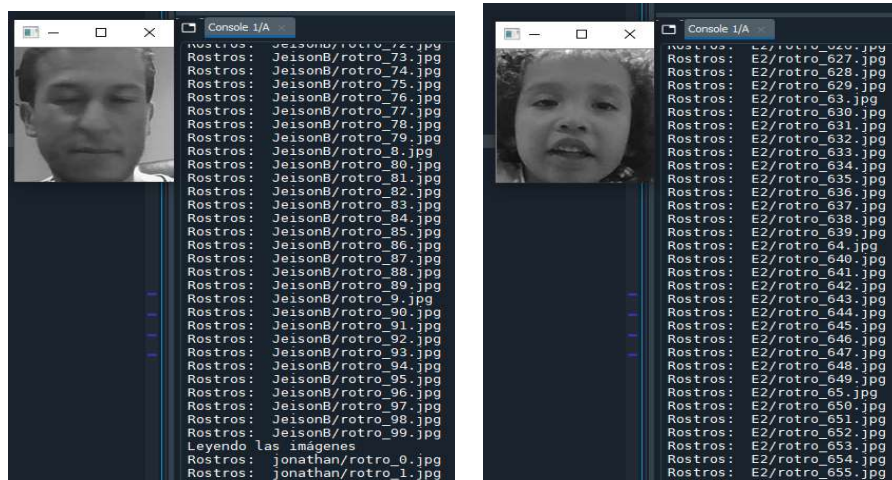 Console 1/A
Rostros: JeisonB/rotro_72.jpg
Rostros: JeisonB/rotro_73.jpg
Rostros: JeisonB/rotro_74.jpg
Rostros: JeisonB/rotro_75.jpg
Rostros: JeisonB/rotro_76.jpg
Rostros: JeisonB/rotro_77.jpg
Rostros: JeisonB/rotro_78.jpg
Rostros: JeisonB/rotro_79.jpg
Rostros: JeisonB/rotro_8.jpg
Rostros: JeisonB/rotro_80.jpg
Rostros: JeisonB/rotro_81.jpg
Rostros: JeisonB/rotro_82.jpg
Rostros: JeisonB/rotro_83.jpg
Rostros: JeisonB/rotro_84.jpg
Rostros: JeisonB/rotro_85.jpg
Rostros: JeisonB/rotro_86.jpg
Rostros: JeisonB/rotro_87.jpg
Rostros: JeisonB/rotro_88.jpg
Rostros: JeisonB/rotro_89.jpg
Rostros: JeisonB/rotro_9.jpg
Rostros: JeisonB/rotro_90.jpg
Rostros: JeisonB/rotro_91.jpg
Rostros: JeisonB/rotro_92.jpg
Rostros: JeisonB/rotro_93.jpg
Rostros: JeisonB/rotro_94.jpg
Rostros: JeisonB/rotro_95.jpg
Rostros: JeisonB/rotro_96.jpg
Rostros: JeisonB/rotro_97.jpg
Rostros: JeisonB/rotro_98.jpg
Rostros: JeisonB/rotro_99.jpg
Leyendo las imágenes
Rostros: jonathan/rotro_0.jpg
Rostros: jonathan/rotro_1.jpg
Console 1/A
Rostros: E2/rotro_626.jpg
Rostros: E2/rotro_627.jpg
Rostros: E2/rotro_628.jpg
Rostros: E2/rotro_629.jpg
Rostros: E2/rotro_63.jpg
Rostros: E2/rotro_630.jpg
Rostros: E2/rotro_631.jpg
Rostros: E2/rotro_632.jpg
Rostros: E2/rotro_633.jpg
Rostros: E2/rotro_634.jpg
Rostros: E2/rotro_635.jpg
Rostros: E2/rotro_636.jpg
Rostros: E2/rotro_637.jpg
Rostros: E2/rotro_638.jpg
Rostros: E2/rotro_639.jpg
Rostros: E2/rotro_64.jpg
Rostros: E2/rotro_640.jpg
Rostros: E2/rotro_641.jpg
Rostros: E2/rotro_642.jpg
Rostros: E2/rotro_643.jpg
Rostros: E2/rotro_644.jpg
Rostros: E2/rotro_645.jpg
Rostros: E2/rotro_646.jpg
Rostros: E2/rotro_647.jpg
Rostros: E2/rotro_648.jpg
Rostros: E2/rotro_649.jpg
Rostros: E2/rotro_65.jpg
Rostros: E2/rotro_650.jpg
Rostros: E2/rotro_651.jpg
Rostros: E2/rotro_652.jpg
Rostros: E2/rotro_653.jpg
Rostros: E2/rotro_654.jpg
Rostros: E2/rotro_655.jpg